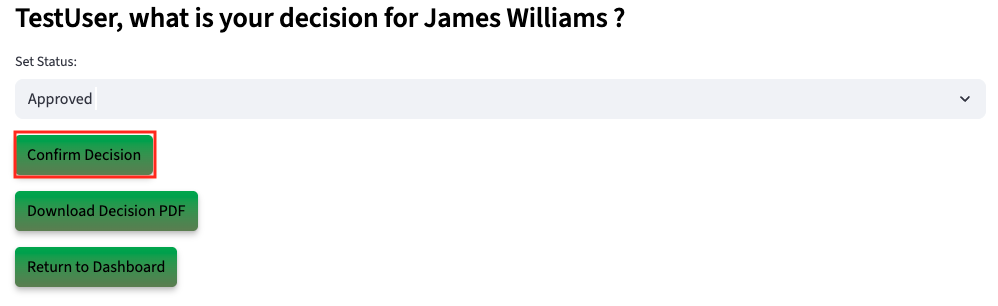 TestUser, what is your decision for James Williams ?
Set Status:
Approved
Confirm Decision
Download Decision PDF
Return to Dashboard